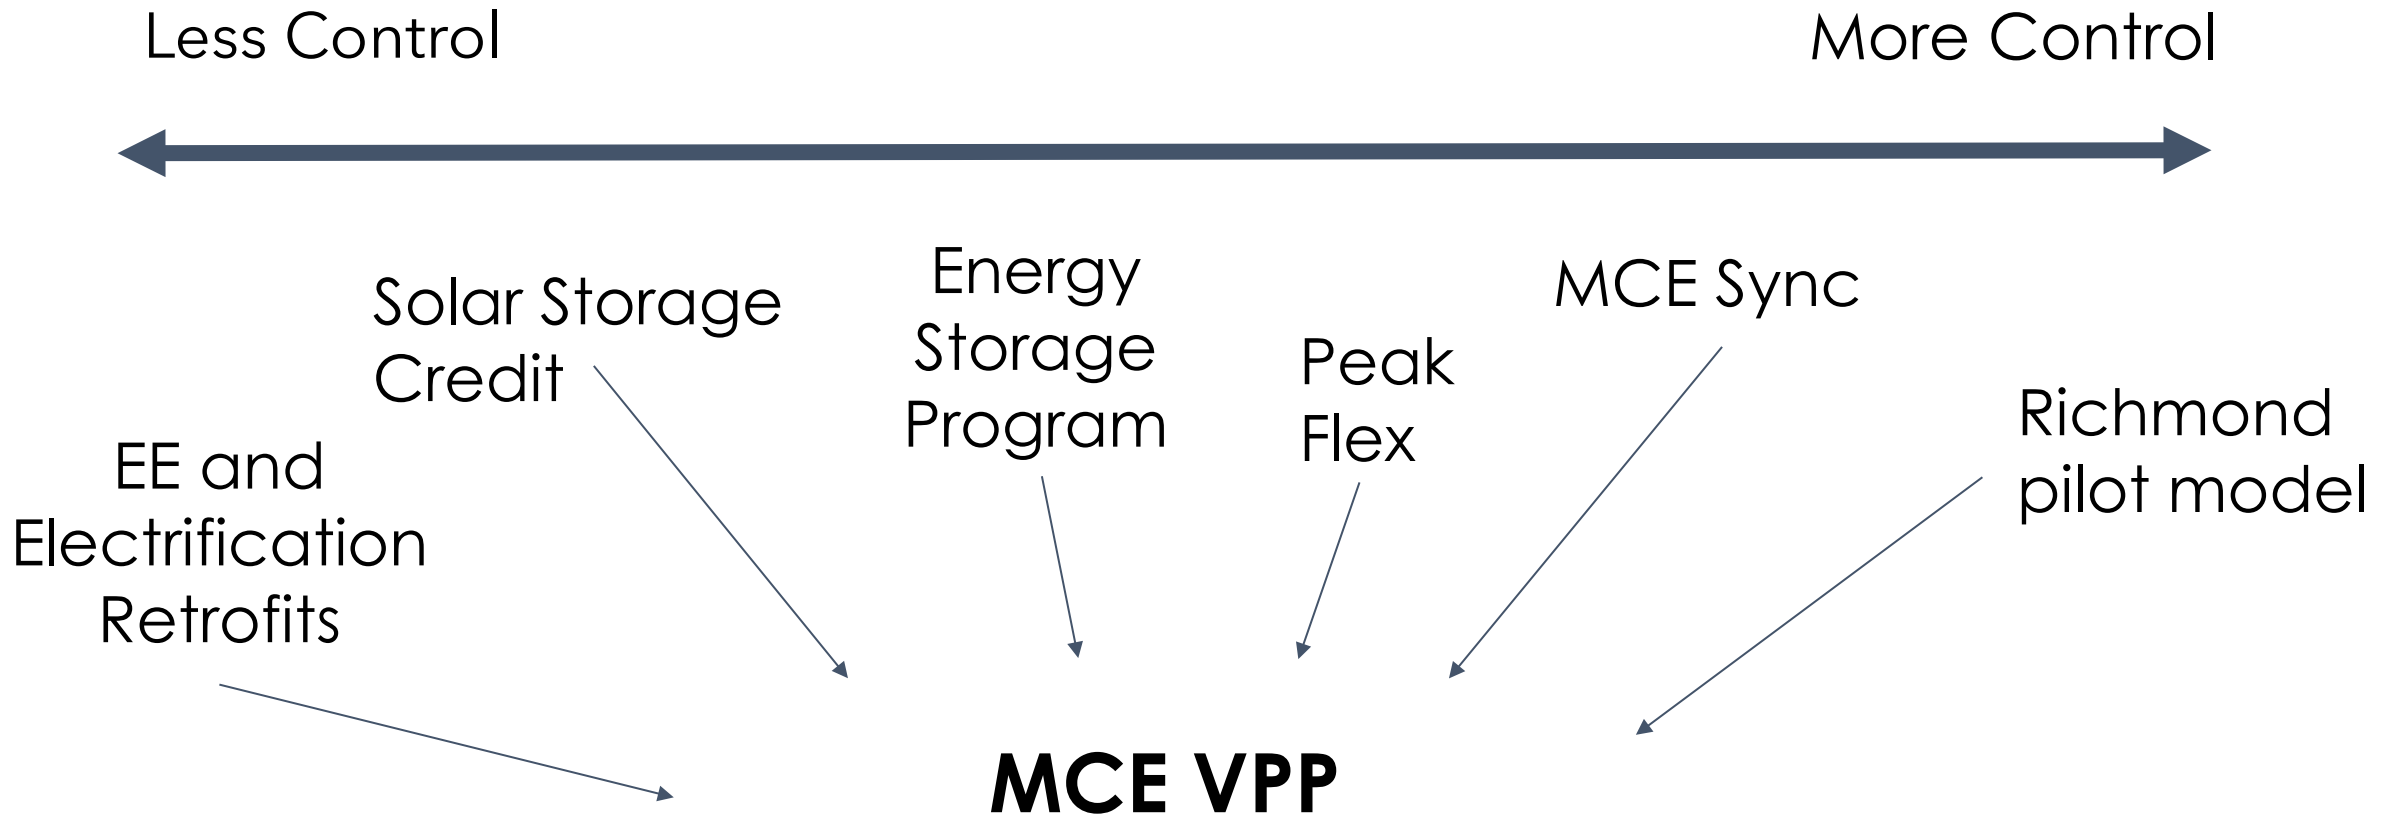 Less Control
More Control
EE and
Electrification
Retrofits
Solar Storage
Credit
Energy
Storage
Program
Peak
Flex
MCE Sync
Richmond
pilot model
MCE VPP